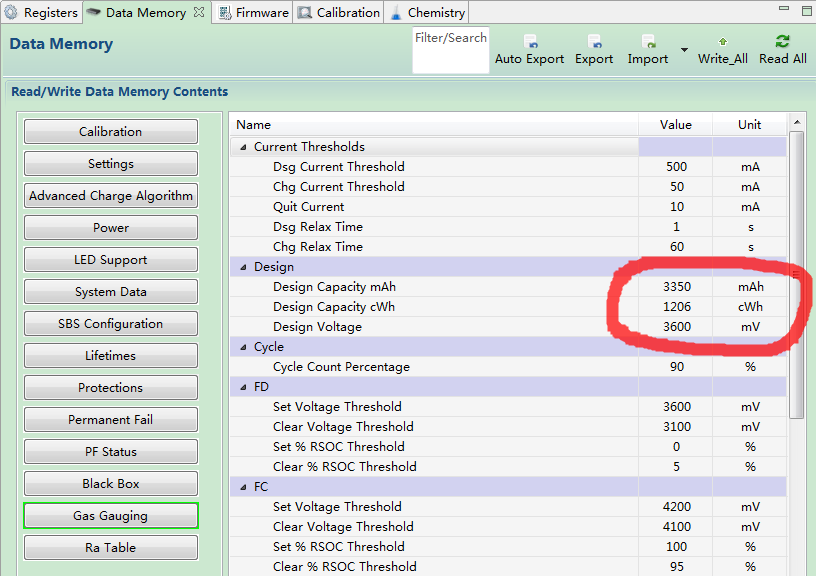 Registers Data Memory Firmware Calibration Chemistry
Data Memory
Filter/Search
Auto Export Export Import Write_All Read All
Read/Write Data Memory Contents
Calibration
Settings
Advanced Charge Algorithm
Power
LED Support
System Data
SBS Configuration
Lifetimes
Protections
Permanent Fail
PF Status
Black Box
Gas Gauging
Ra Table
Name Value Unit
Current Thresholds
Dsg Current Threshold 500 mA
Chg Current Threshold 50 mA
Quit Current 10 mA
Dsg Relax Time 1 s
Chg Relax Time 60 s
Design
Design Capacity mAh 3350 mAh
Design Capacity cWh 1206 cWh
Design Voltage 3600 mV
Cycle
Cycle Count Percentage 90 %
FD
Set Voltage Threshold 3600 mV
Clear Voltage Threshold 3100 mV
Set % RSOC Threshold 0 %
Clear % RSOC Threshold 5 %
FC
Set Voltage Threshold 4200 mV
Clear Voltage Threshold 4100 mV
Set % RSOC Threshold 100 %
Clear % RSOC Threshold 95 %